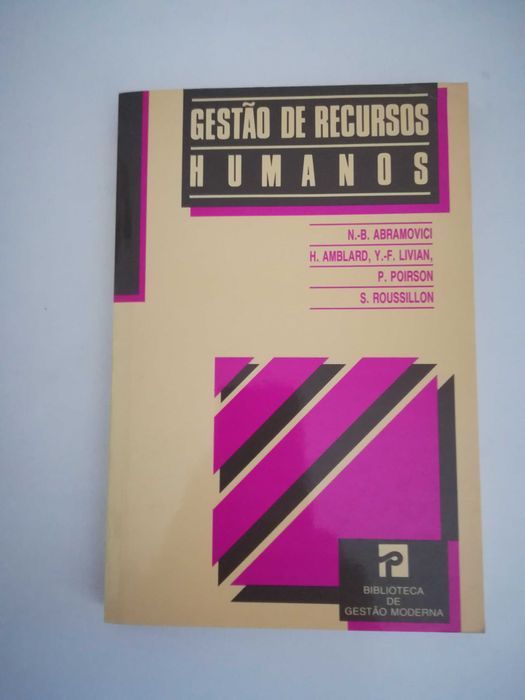 GESTÃO DE RECURSOS
HUMANOS
N.-B. ABRAMOVICI
H. AMBLARD, Y.-F. LIVIAN,
P. POIRSON
S. ROUSSILLON
BIBLIOTECA
DE
GESTÃO MODERNA